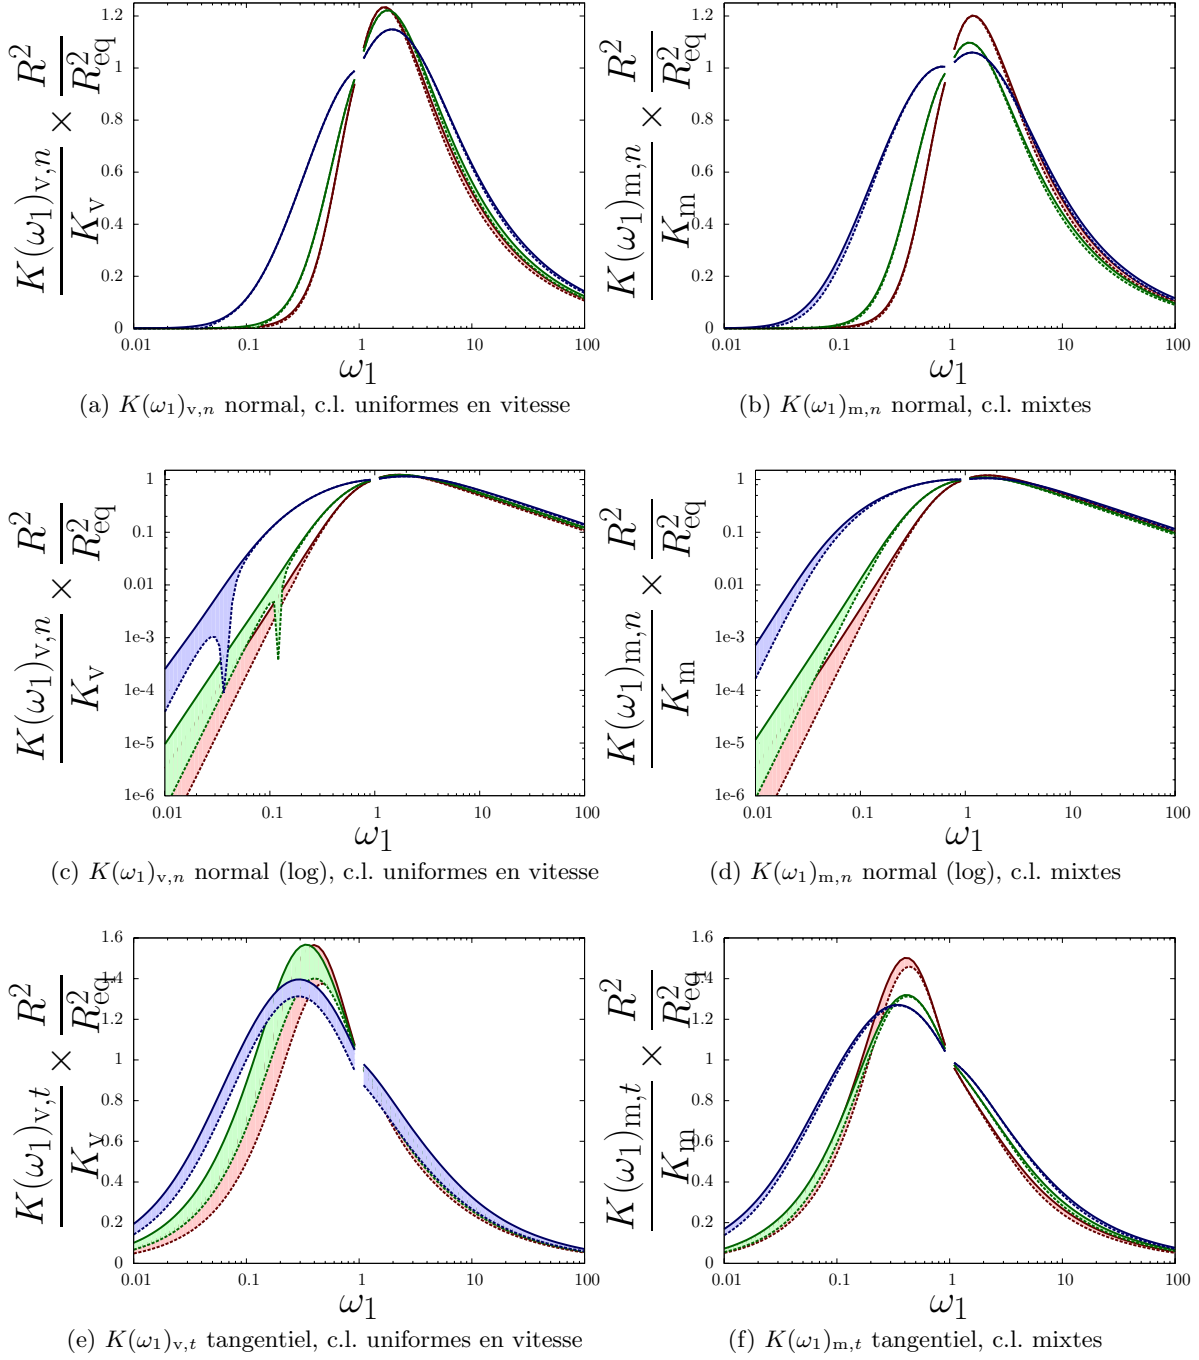 K(ω₁)v,n / Kv × R² / R²eq
1.2
1
0.8
0.6
0.4
0.2
0
0.01 0.1 1 10 100
ω₁
(a) K(ω₁)v,n normal, c.l. uniformes en vitesse
K(ω₁)m,n / Km × R² / R²eq
1.2
1
0.8
0.6
0.4
0.2
0
0.01 0.1 1 10 100
ω₁
(b) K(ω₁)m,n normal, c.l. mixtes
K(ω₁)v,n / Kv × R² / R²eq
1
0.1
0.01
1e-3
1e-4
1e-5
1e-6
0.01 0.1 1 10 100
ω₁
(c) K(ω₁)v,n normal (log), c.l. uniformes en vitesse
K(ω₁)m,n / Km × R² / R²eq
1
0.1
0.01
1e-3
1e-4
1e-5
1e-6
0.01 0.1 1 10 100
ω₁
(d) K(ω₁)m,n normal (log), c.l. mixtes
K(ω₁)v,t / Kv × R² / R²eq
1.6
1.4
1.2
1
0.8
0.6
0.4
0.2
0
0.01 0.1 1 10 100
ω₁
(e) K(ω₁)v,t tangentiel, c.l. uniformes en vitesse
K(ω₁)m,t / Km × R² / R²eq
1.6
1.4
1.2
1
0.8
0.6
0.4
0.2
0
0.01 0.1 1 10 100
ω₁
(f) K(ω₁)m,t tangentiel, c.l. mixtes